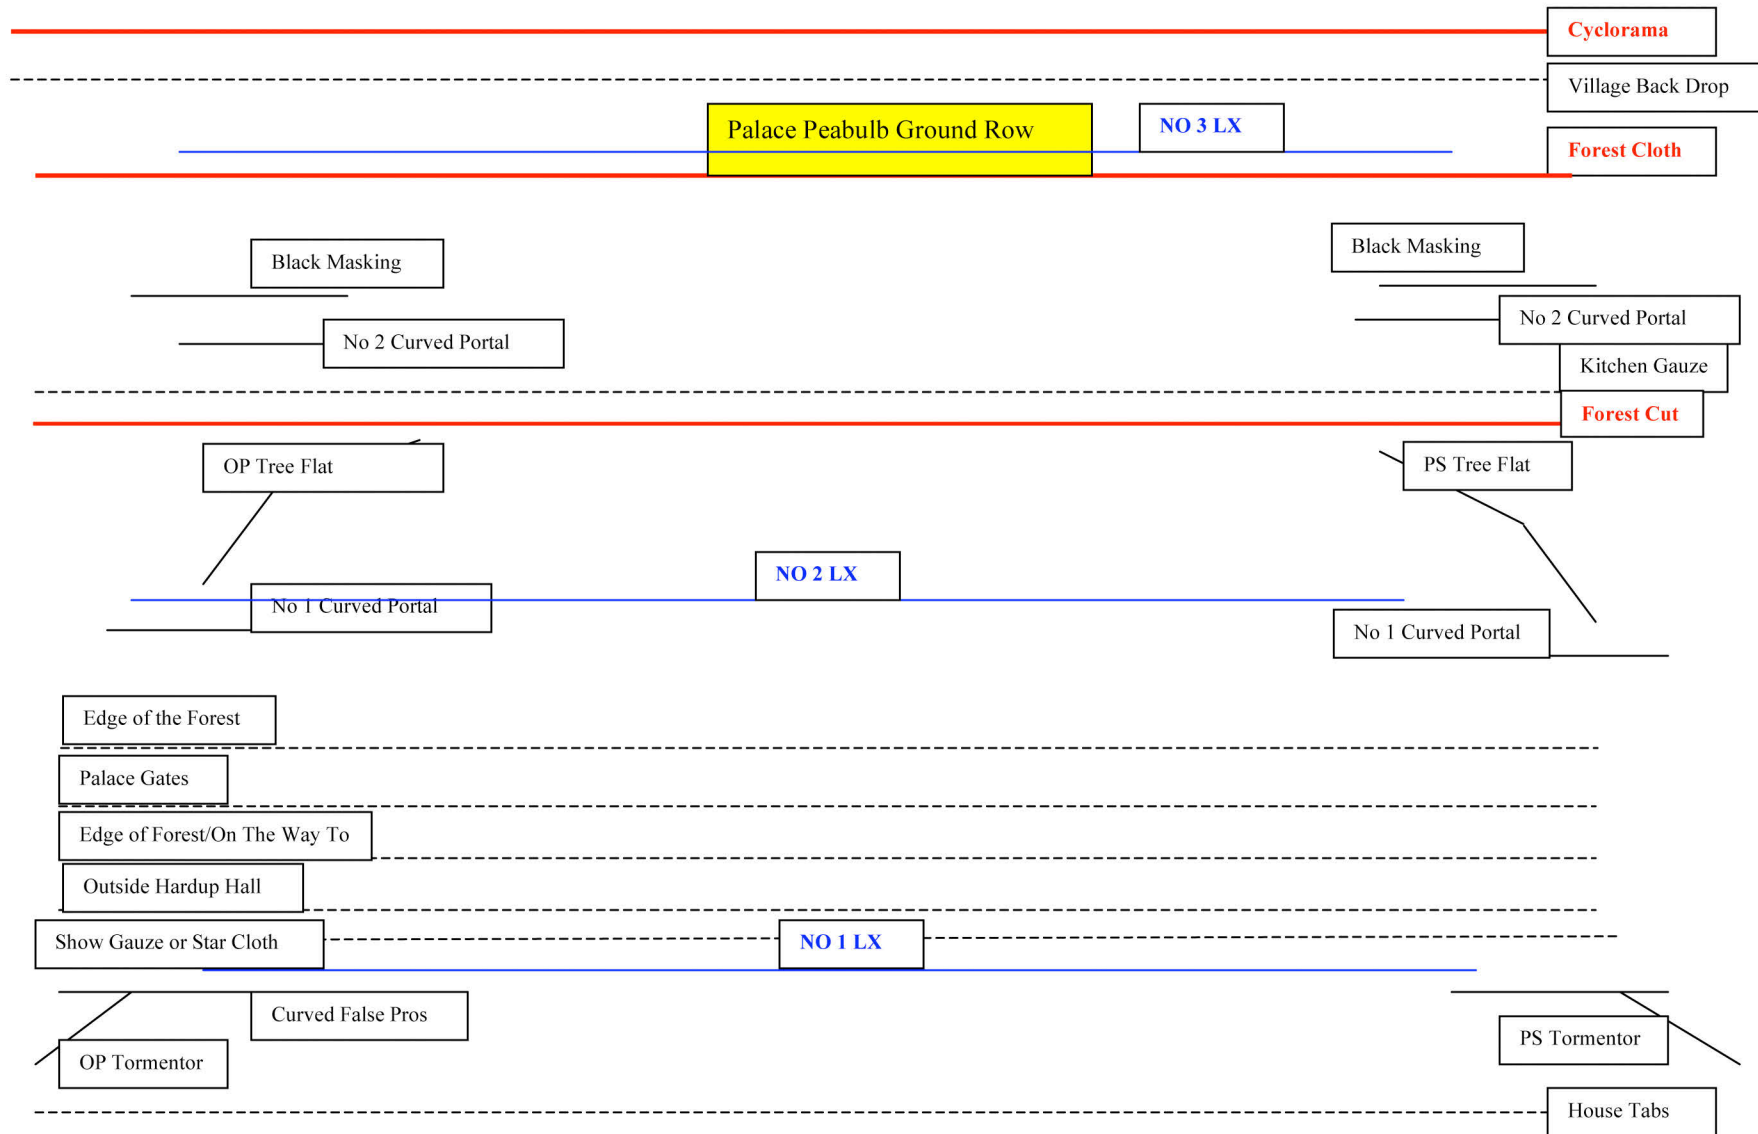 Cyclorama
Village Back Drop
Palace Peabulb Ground Row
NO 3 LX
Forest Cloth
Black Masking
Black Masking
No 2 Curved Portal
No 2 Curved Portal
Kitchen Gauze
Forest Cut
OP Tree Flat
PS Tree Flat
NO 2 LX
No 1 Curved Portal
No 1 Curved Portal
Edge of the Forest
Palace Gates
Edge of Forest/On The Way To
Outside Hardup Hall
Show Gauze or Star Cloth
NO 1 LX
Curved False Pros
PS Tormentor
OP Tormentor
House Tabs